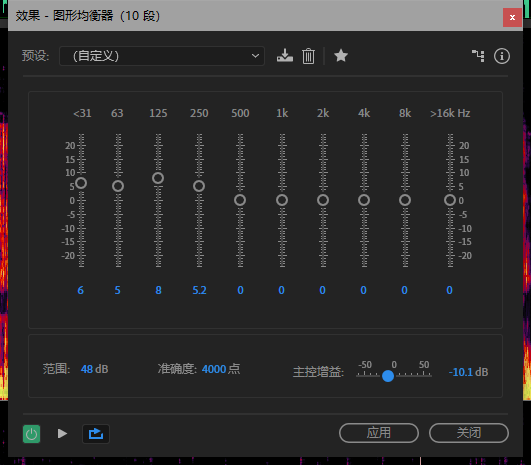 效果 - 图形均衡器（10 段）
预设: （自定义）
<31 63 125 250 500 1k 2k 4k 8k >16k Hz
20 20
15 15
10 10
5 5
0 0
-5 -5
-10 -10
-15 -15
-20 -20
6 5 8 5.2 0 0 0 0 0 0
范围: 48 dB 准确度: 4000 点 主控增益: -50 0 50 -10.1 dB
应用 关闭